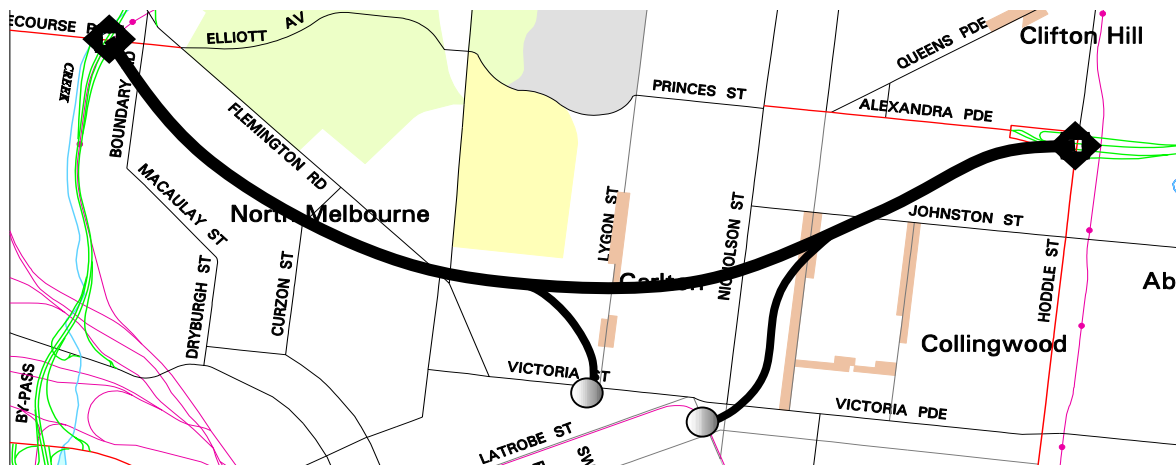 ECOURSE
ELLIOTT AV
Clifton Hill
QUEENS PDE
CREEK
BOUNDARY RD
PRINCES ST
ALEXANDRA PDE
FLEMINGTON RD
MACAULAY ST
North Melbourne
LYGON ST
NICHOLSON ST
JOHNSTON ST
DRYBURGH ST
CURZON ST
Carlton
HODDLE ST
Ab
Collingwood
BY-PASS
VICTORIA ST
VICTORIA PDE
LATROBE ST
SW